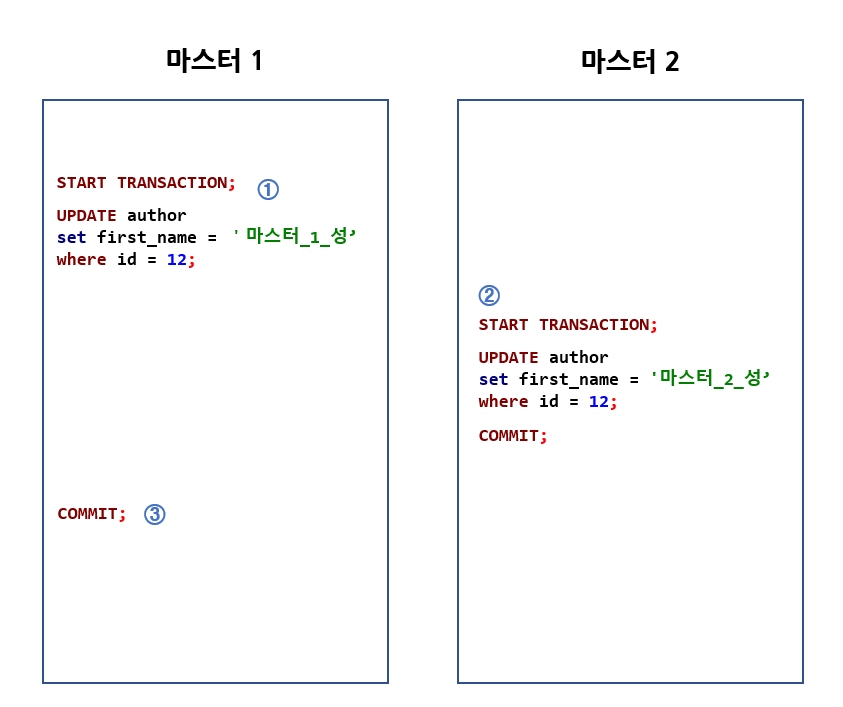 마스터 1
START TRANSACTION; ①
UPDATE author
set first_name = '마스터_1_성’
where id = 12;
COMMIT; ③
마스터 2
②
START TRANSACTION;
UPDATE author
set first_name = '마스터_2_성’
where id = 12;
COMMIT;